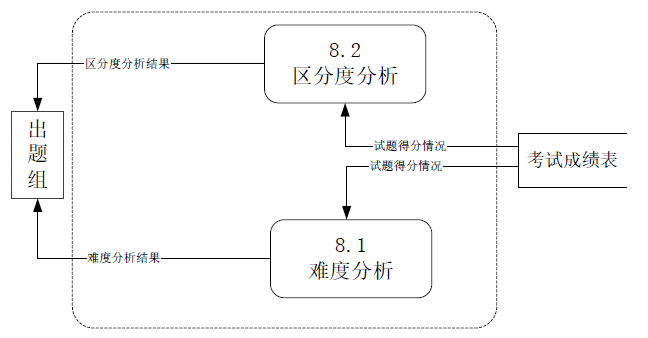 8.2
区分度分析
区分度分析结果
出
题
组
试题得分情况
试题得分情况
考试成绩表
8.1
难度分析
难度分析结果